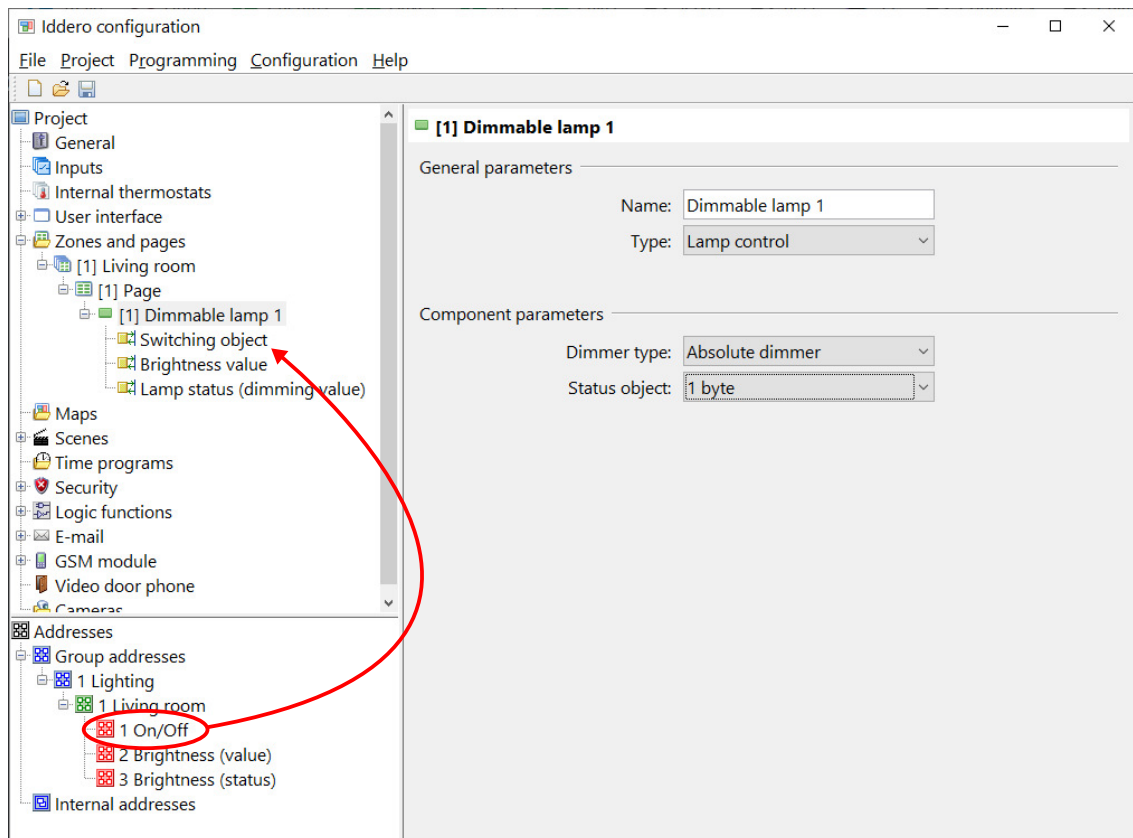 Iddero configuration
File Project Programming Configuration Help
Project
General
Inputs
Internal thermostats
User interface
Zones and pages
[1] Living room
[1] Page
[1] Dimmable lamp 1
Switching object
Brightness value
Lamp status (dimming value)
Maps
Scenes
Time programs
Security
Logic functions
E-mail
GSM module
Video door phone
Cameras
Addresses
Group addresses
1 Lighting
1 Living room
1 On/Off
2 Brightness (value)
3 Brightness (status)
Internal addresses
[1] Dimmable lamp 1
General parameters
Name: Dimmable lamp 1
Type: Lamp control
Component parameters
Dimmer type: Absolute dimmer
Status object: 1 byte